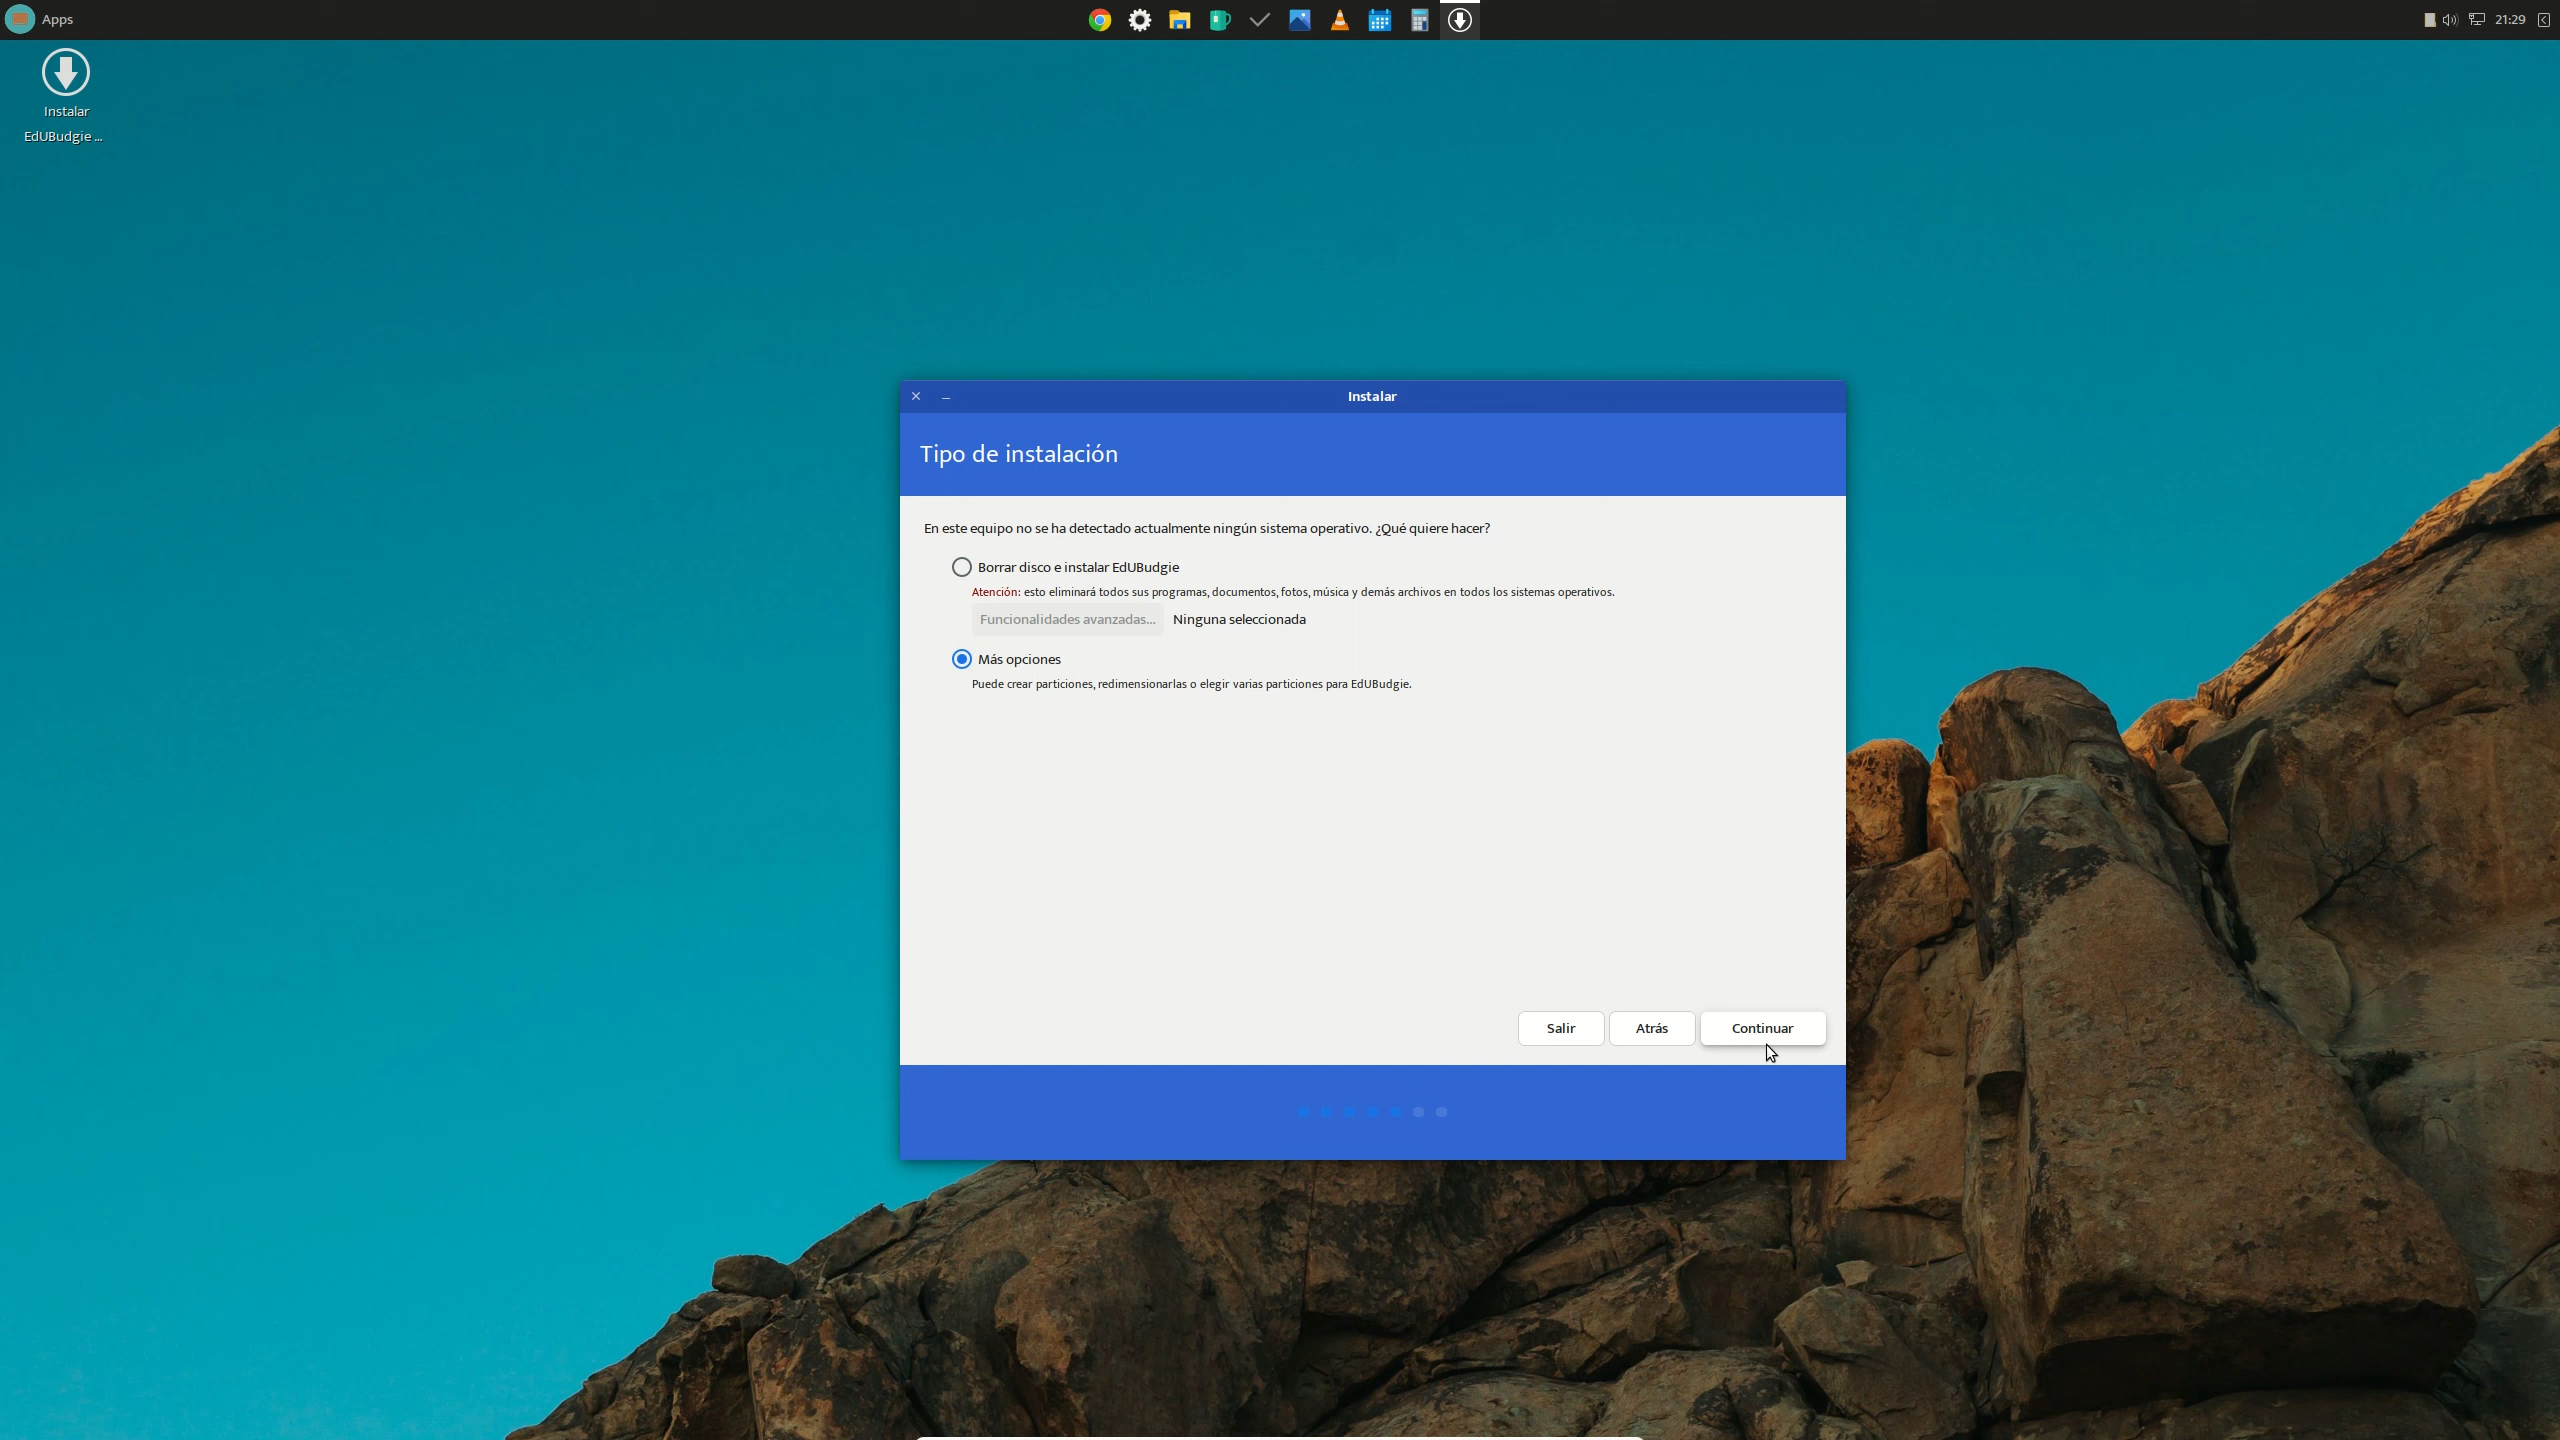 Apps
21:29
Instalar
EdUBudgie ...
Instalar
Tipo de instalación
En este equipo no se ha detectado actualmente ningún sistema operativo. ¿Qué quiere hacer?
Borrar disco e instalar EdUBudgie
Atención: esto eliminará todos sus programas, documentos, fotos, música y demás archivos en todos los sistemas operativos.
Funcionalidades avanzadas... Ninguna seleccionada
Más opciones
Puede crear particiones, redimensionarlas o elegir varias particiones para EdUBudgie.
Salir Atrás Continuar